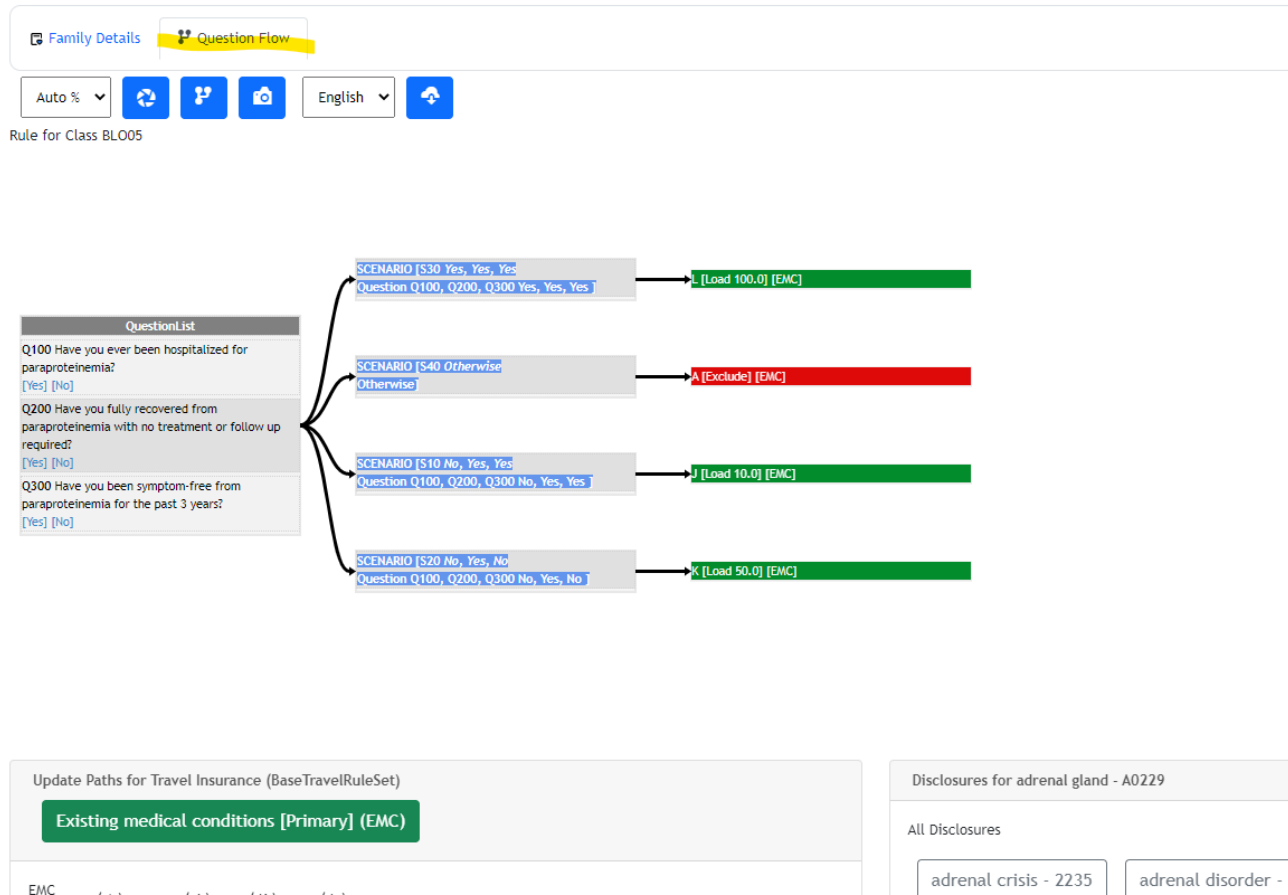 Family Details
Question Flow
Auto %
English
Rule for Class BLO05
QuestionList
Q100 Have you ever been hospitalized for
paraproteinemia?
[Yes] [No]
Q200 Have you fully recovered from
paraproteinemia with no treatment or follow up
required?
[Yes] [No]
Q300 Have you been symptom-free from
paraproteinemia for the past 3 years?
[Yes] [No]
SCENARIO [S30 Yes, Yes, Yes
Question Q100, Q200, Q300 Yes, Yes, Yes ]
L [Load 100.0] [EMC]
SCENARIO [S40 Otherwise
Otherwise]
A [Exclude] [EMC]
SCENARIO [S10 No, Yes, Yes
Question Q100, Q200, Q300 No, Yes, Yes ]
J [Load 10.0] [EMC]
SCENARIO [S20 No, Yes, No
Question Q100, Q200, Q300 No, Yes, No ]
K [Load 50.0] [EMC]
Update Paths for Travel Insurance (BaseTravelRuleSet)
Existing medical conditions [Primary] (EMC)
EMC
Disclosures for adrenal gland - A0229
All Disclosures
adrenal crisis - 2235
adrenal disorder -